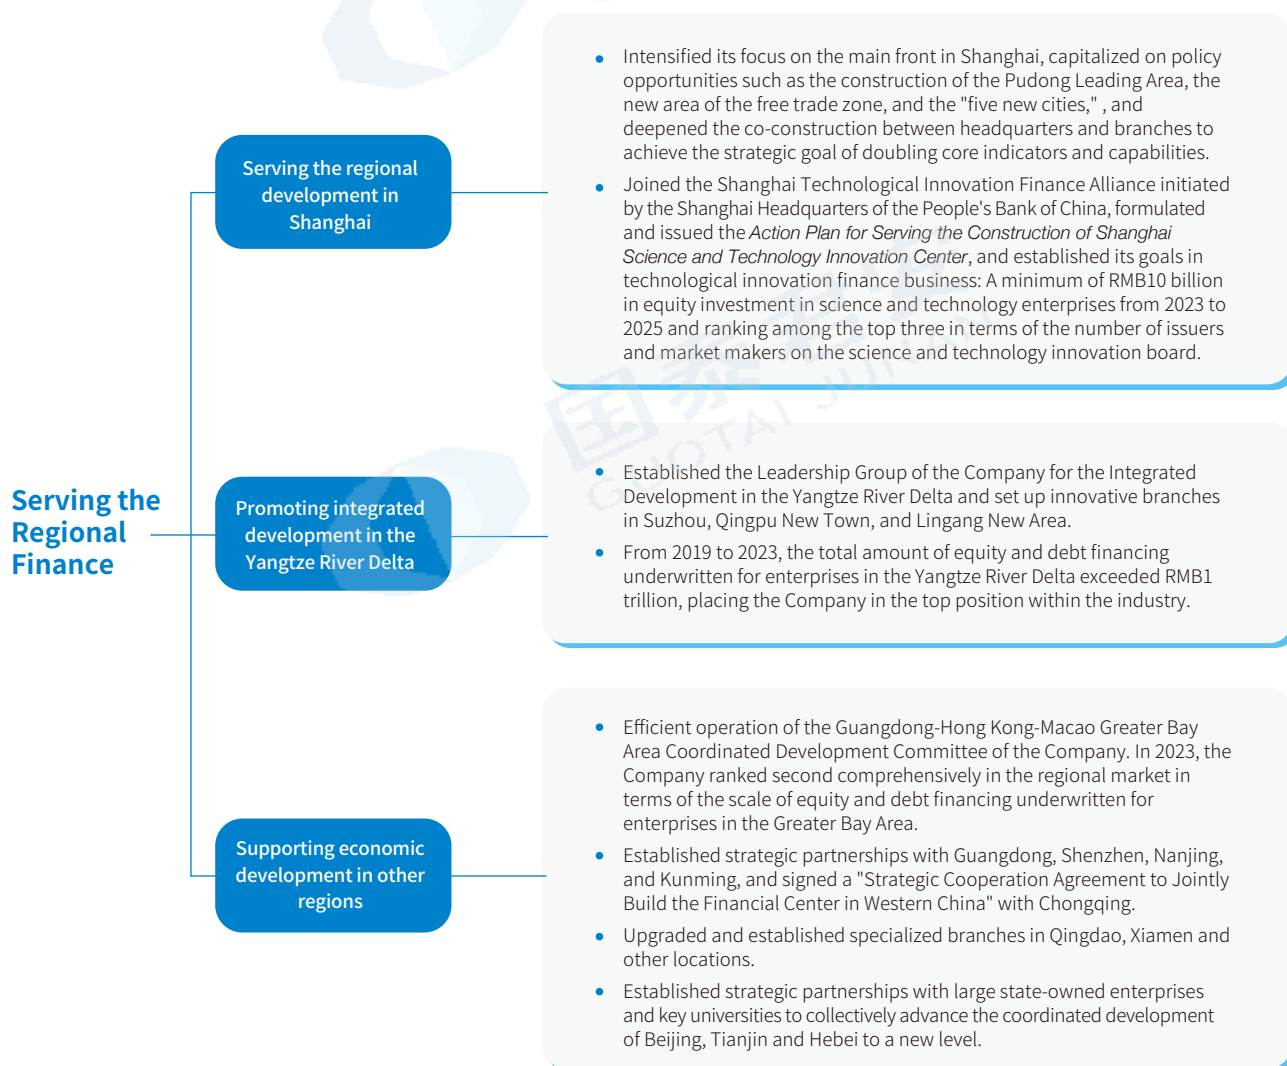 Serving the
Regional
Finance
Serving the regional
development in
Shanghai
Intensified its focus on the main front in Shanghai, capitalized on policy
opportunities such as the construction of the Pudong Leading Area, the
new area of the free trade zone, and the "five new cities," , and
deepened the co-construction between headquarters and branches to
achieve the strategic goal of doubling core indicators and capabilities.
Joined the Shanghai Technological Innovation Finance Alliance initiated
by the Shanghai Headquarters of the People's Bank of China, formulated
and issued the Action Plan for Serving the Construction of Shanghai
Science and Technology Innovation Center, and established its goals in
technological innovation finance business: A minimum of RMB10 billion
in equity investment in science and technology enterprises from 2023 to
2025 and ranking among the top three in terms of the number of issuers
and market makers on the science and technology innovation board.
Promoting integrated
development in the
Yangtze River Delta
Established the Leadership Group of the Company for the Integrated
Development in the Yangtze River Delta and set up innovative branches
in Suzhou, Qingpu New Town, and Lingang New Area.
From 2019 to 2023, the total amount of equity and debt financing
underwritten for enterprises in the Yangtze River Delta exceeded RMB1
trillion, placing the Company in the top position within the industry.
Supporting economic
development in other
regions
Efficient operation of the Guangdong-Hong Kong-Macao Greater Bay
Area Coordinated Development Committee of the Company. In 2023, the
Company ranked second comprehensively in the regional market in
terms of the scale of equity and debt financing underwritten for
enterprises in the Greater Bay Area.
Established strategic partnerships with Guangdong, Shenzhen, Nanjing,
and Kunming, and signed a "Strategic Cooperation Agreement to Jointly
Build the Financial Center in Western China" with Chongqing.
Upgraded and established specialized branches in Qingdao, Xiamen and
other locations.
Established strategic partnerships with large state-owned enterprises
and key universities to collectively advance the coordinated development
of Beijing, Tianjin and Hebei to a new level.
国泰君安
GUOTAI JUNAN